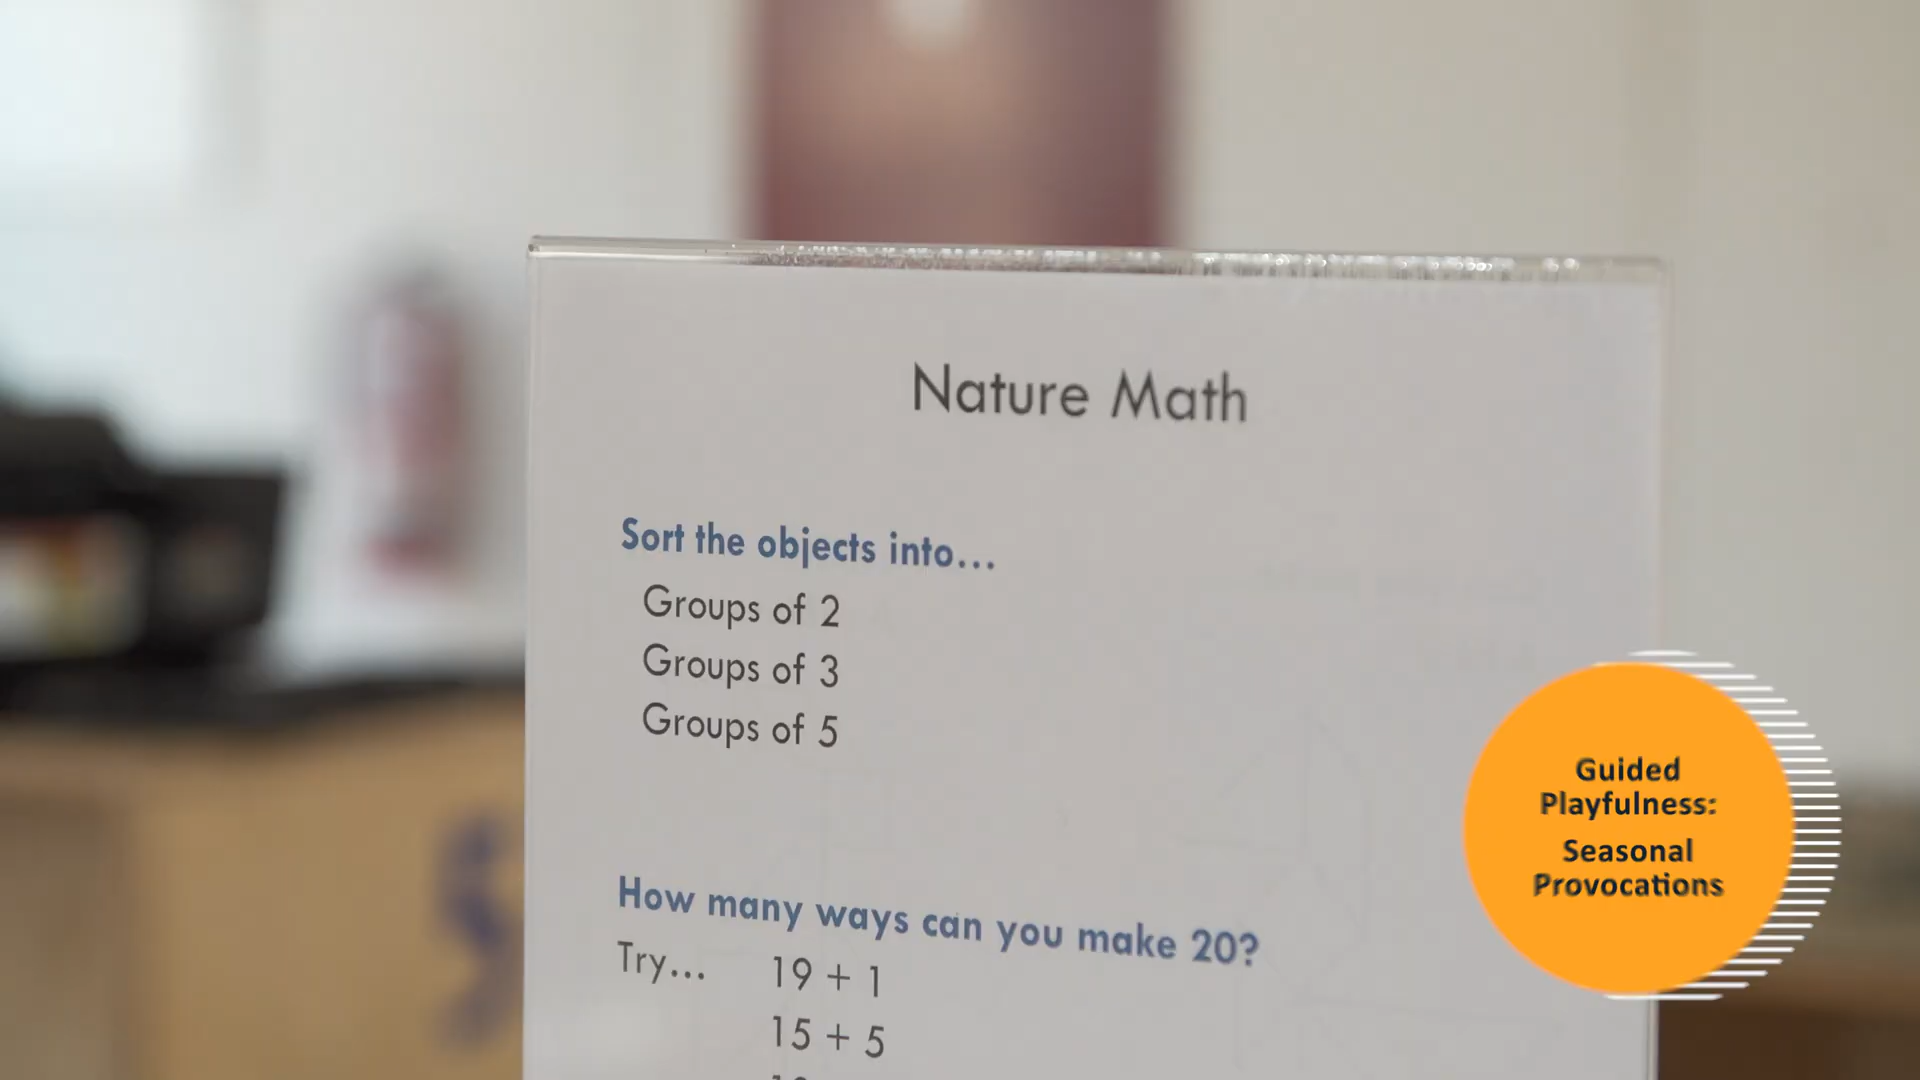 Nature Math
Sort the objects into...
Groups of 2
Groups of 3
Groups of 5
How many ways can you make 20?
Try... 19 + 1
15 + 5
Guided
Playfulness:
Seasonal
Provocations